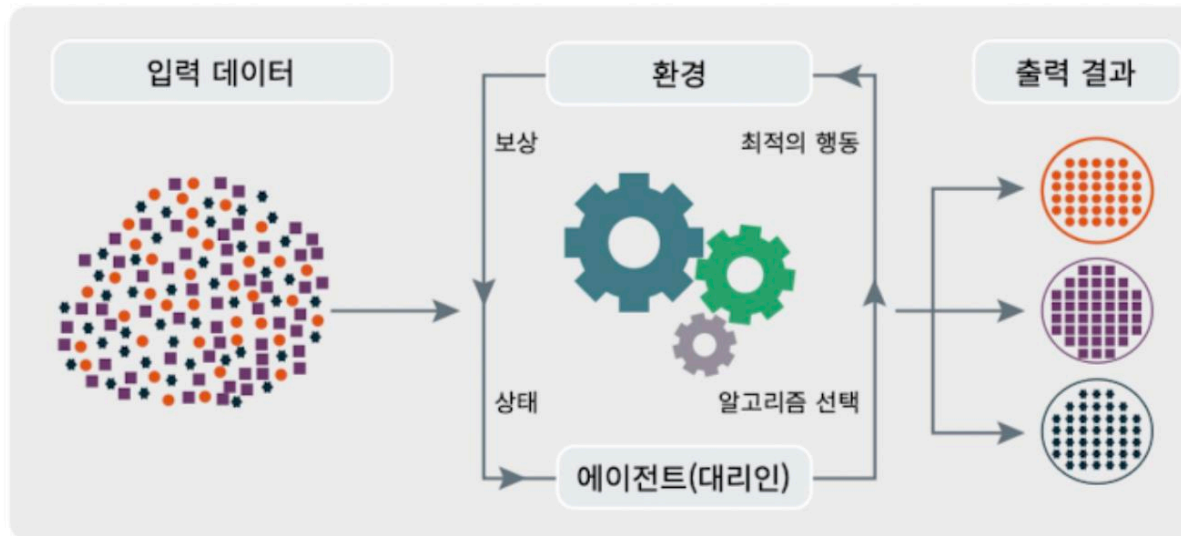 입력 데이터
환경
출력 결과
보상
최적의 행동
상태
알고리즘 선택
에이전트(대리인)